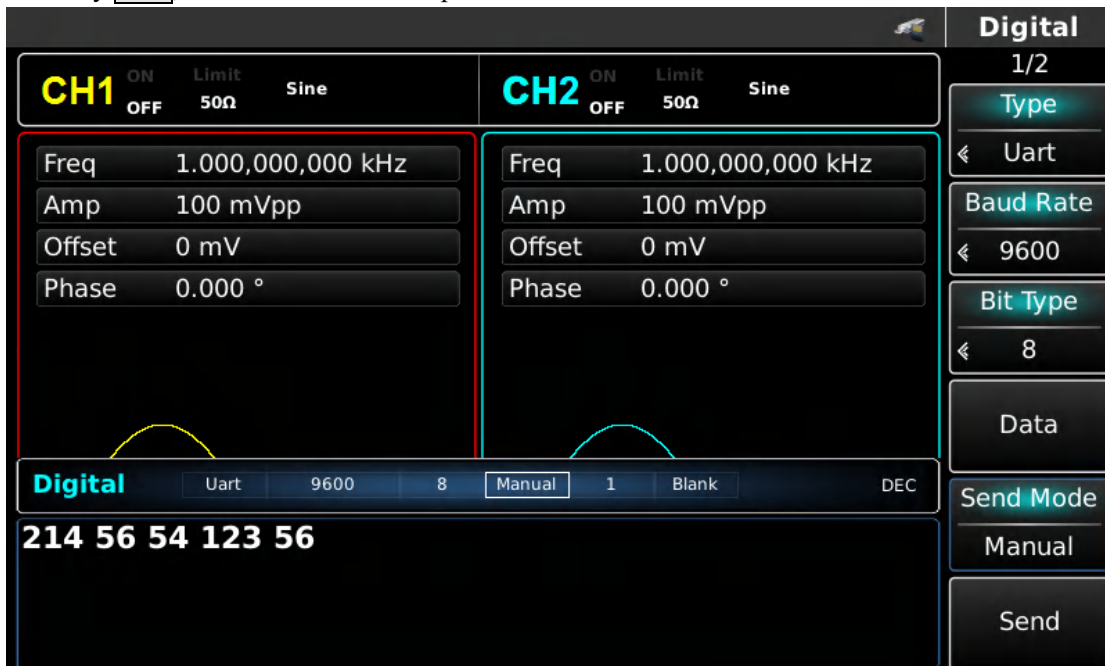 Digital
1/2
CH1 ON OFF Limit 50Ω Sine
CH2 ON OFF Limit 50Ω Sine
Type
Uart
Freq 1.000,000,000 kHz
Amp 100 mVpp
Offset 0 mV
Phase 0.000 °
Freq 1.000,000,000 kHz
Amp 100 mVpp
Offset 0 mV
Phase 0.000 °
Baud Rate
9600
Bit Type
8
Data
Send Mode
Manual
Send
Digital Uart 9600 8 Manual 1 Blank DEC
214 56 54 123 56